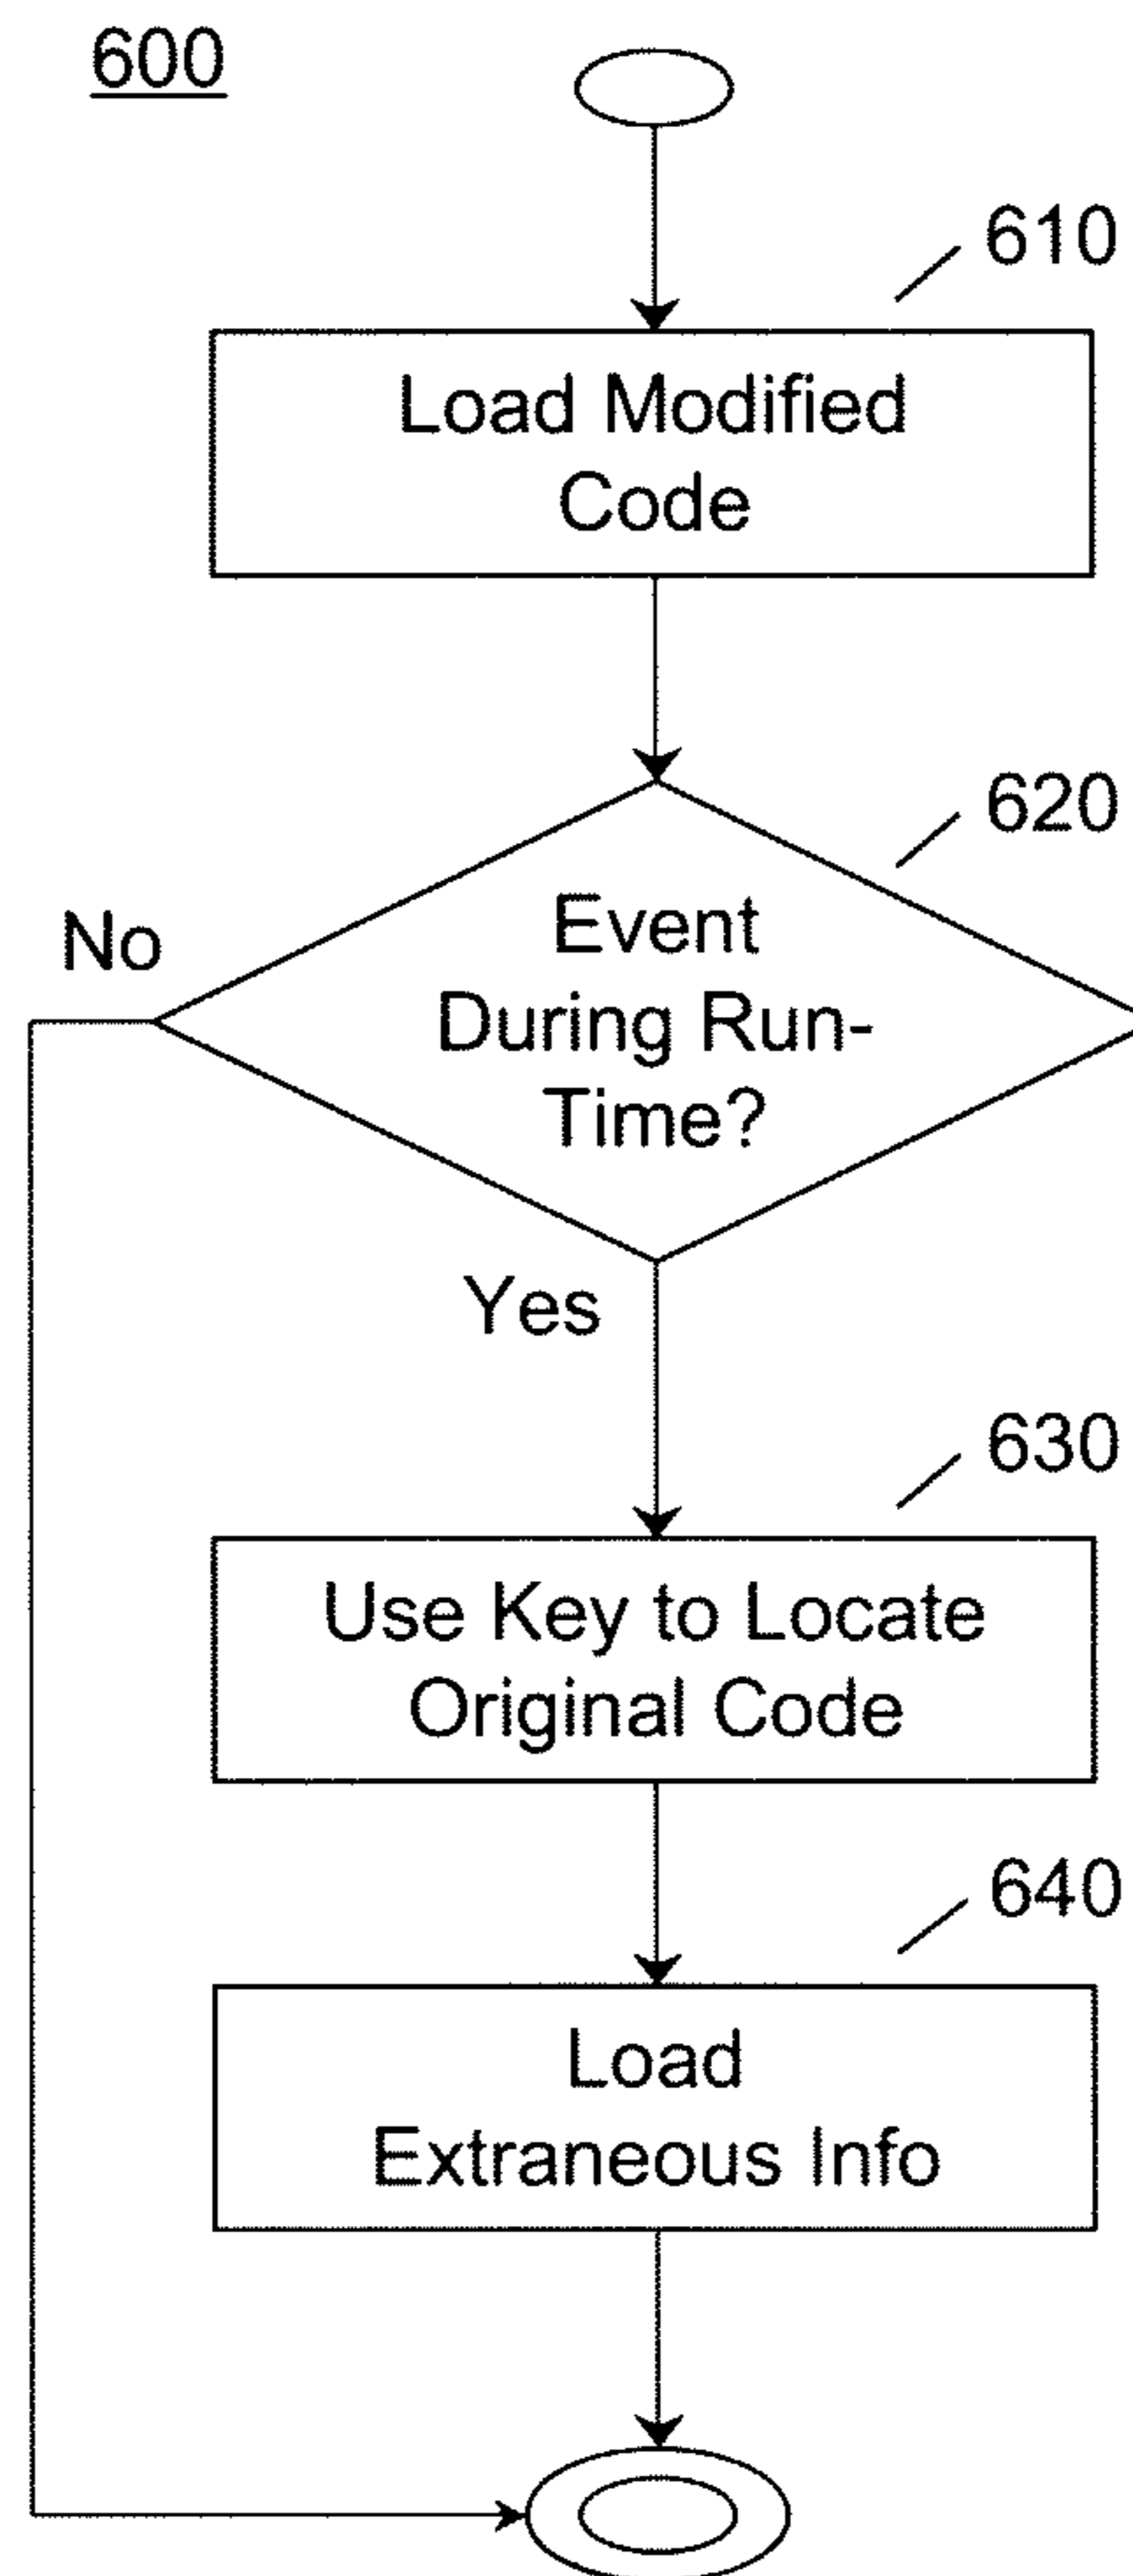 600
610
Load Modified
Code
620
No
Event
During Run-
Time?
Yes
630
Use Key to Locate
Original Code
640
Load
Extraneous Info